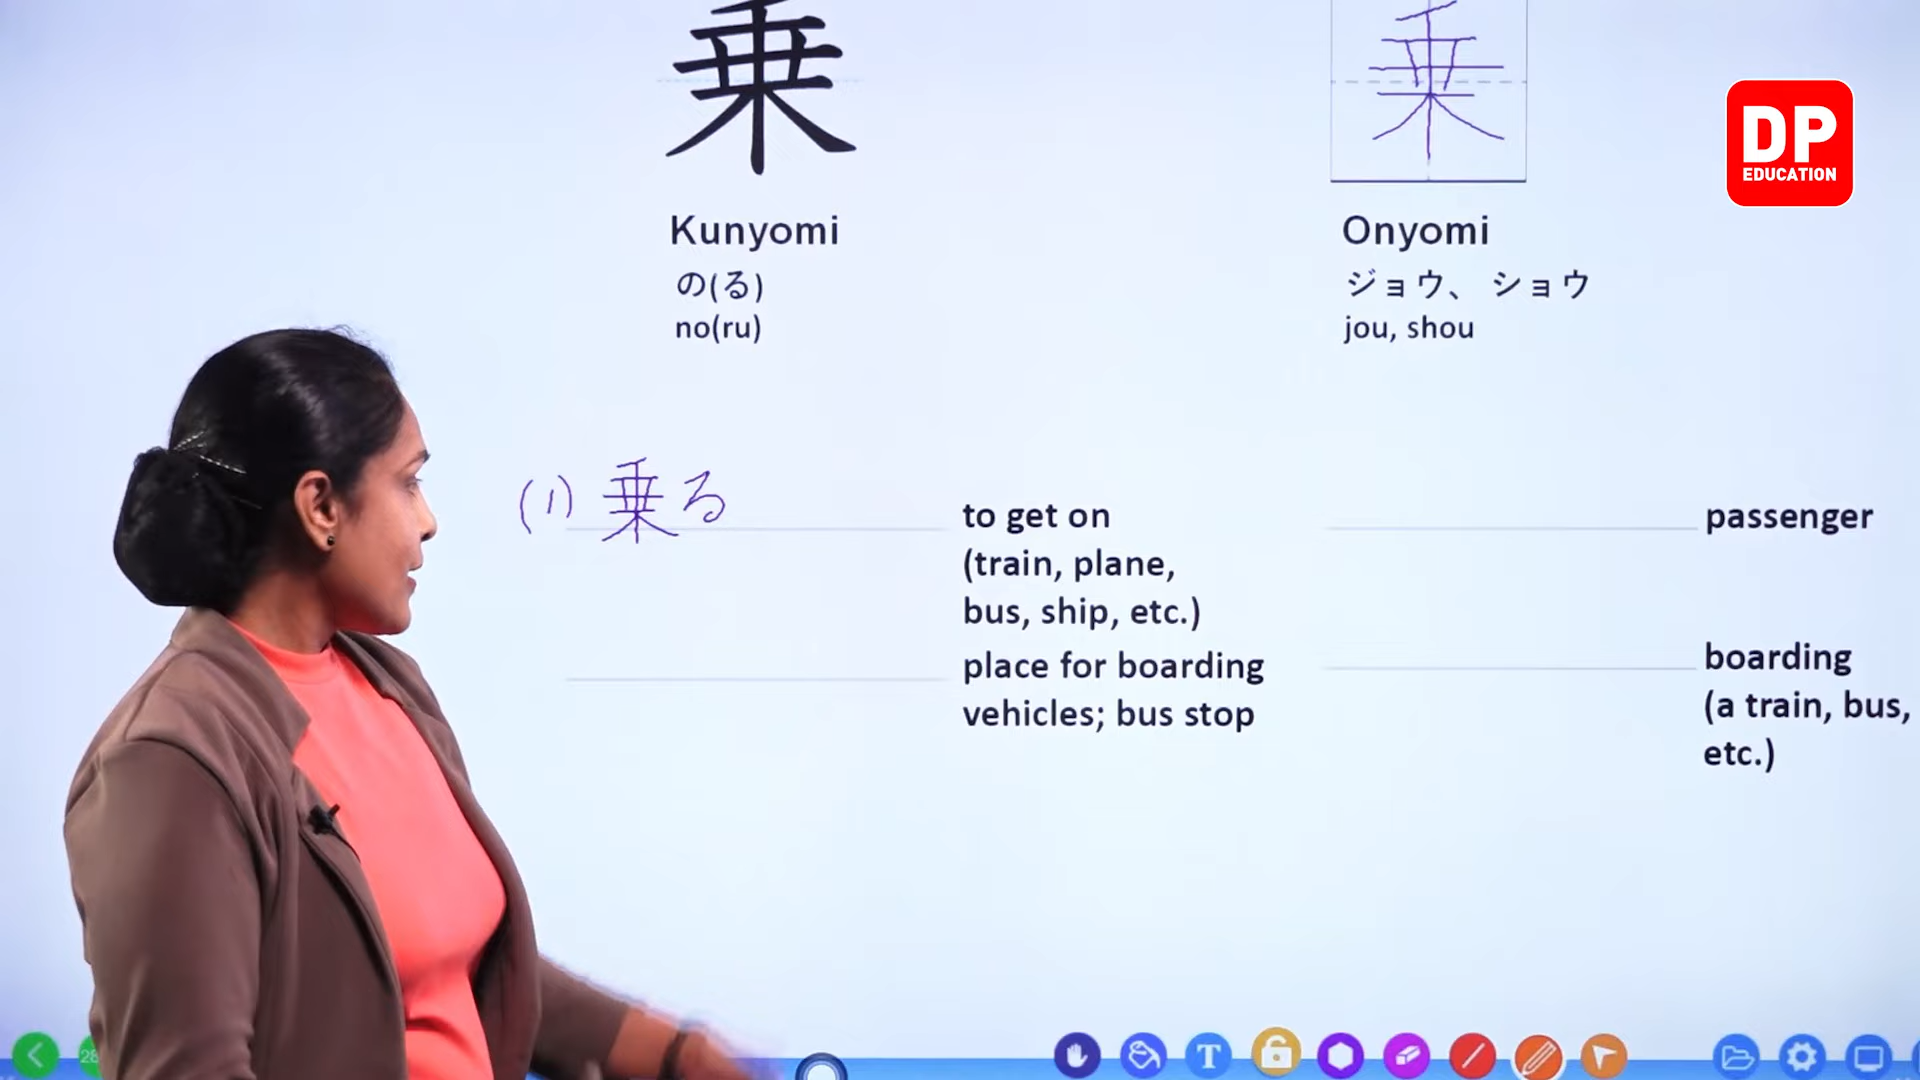 乗
乗
DP
EDUCATION
Kunyomi
の(る)
no(ru)
Onyomi
ジョウ、 ショウ
jou, shou
(1) 乗る
to get on
(train, plane,
bus, ship, etc.)
passenger
place for boarding
vehicles; bus stop
boarding
(a train, bus,
etc.)
28
T